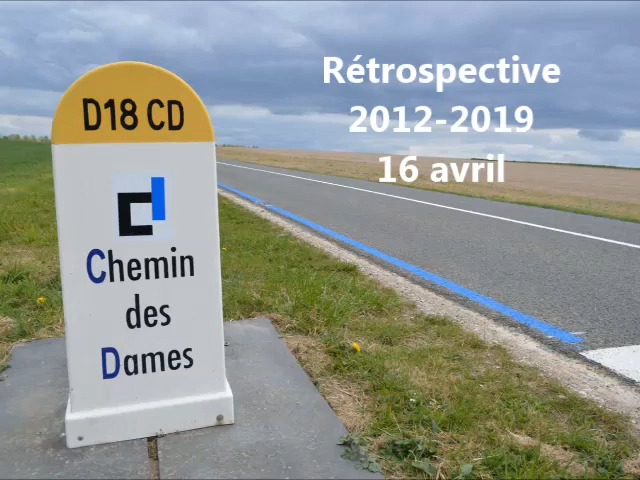 Rétrospective
2012-2019
16 avril
D18 CD
Chemin
des
Dames